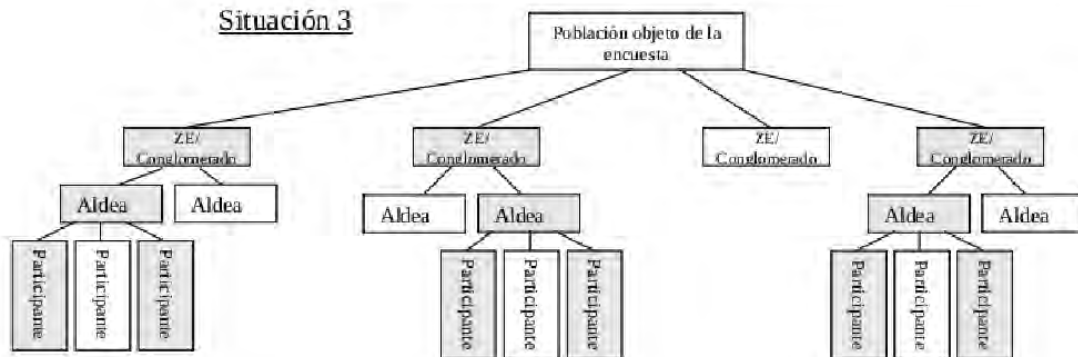 Situación 3
Población objeto de la
encuesta
ZE/
Conglomerado
ZE/
Conglomerado
ZE/
Conglomerado
ZE/
Conglomerado
Aldea
Aldea
Aldea
Aldea
Aldea
Aldea
Participante
Participante
Participante
Participante
Participante
Participante
Participante
Participante
Participante